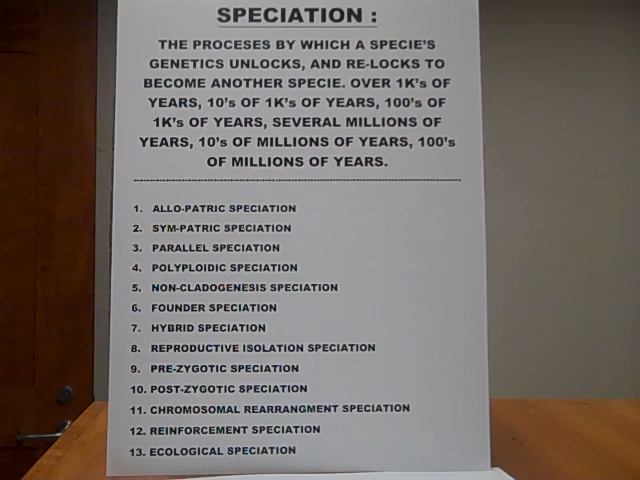 SPECIATION :
THE PROCESES BY WHICH A SPECIE'S
GENETICS UNLOCKS, AND RE-LOCKS TO
BECOME ANOTHER SPECIE. OVER 1K's OF
YEARS, 10's OF 1K's OF YEARS, 100's OF
1K's OF YEARS, SEVERAL MILLIONS OF
YEARS, 10's OF MILLIONS OF YEARS, 100's
OF MILLIONS OF YEARS.
1. ALLO-PATRIC SPECIATION
2. SYM-PATRIC SPECIATION
3. PARALLEL SPECIATION
4. POLYPLOIDIC SPECIATION
5. NON-CLADOGENESIS SPECIATION
6. FOUNDER SPECIATION
7. HYBRID SPECIATION
8. REPRODUCTIVE ISOLATION SPECIATION
9. PRE-ZYGOTIC SPECIATION
10. POST-ZYGOTIC SPECIATION
11. CHROMOSOMAL REARRANGMENT SPECIATION
12. REINFORCEMENT SPECIATION
13. ECOLOGICAL SPECIATION